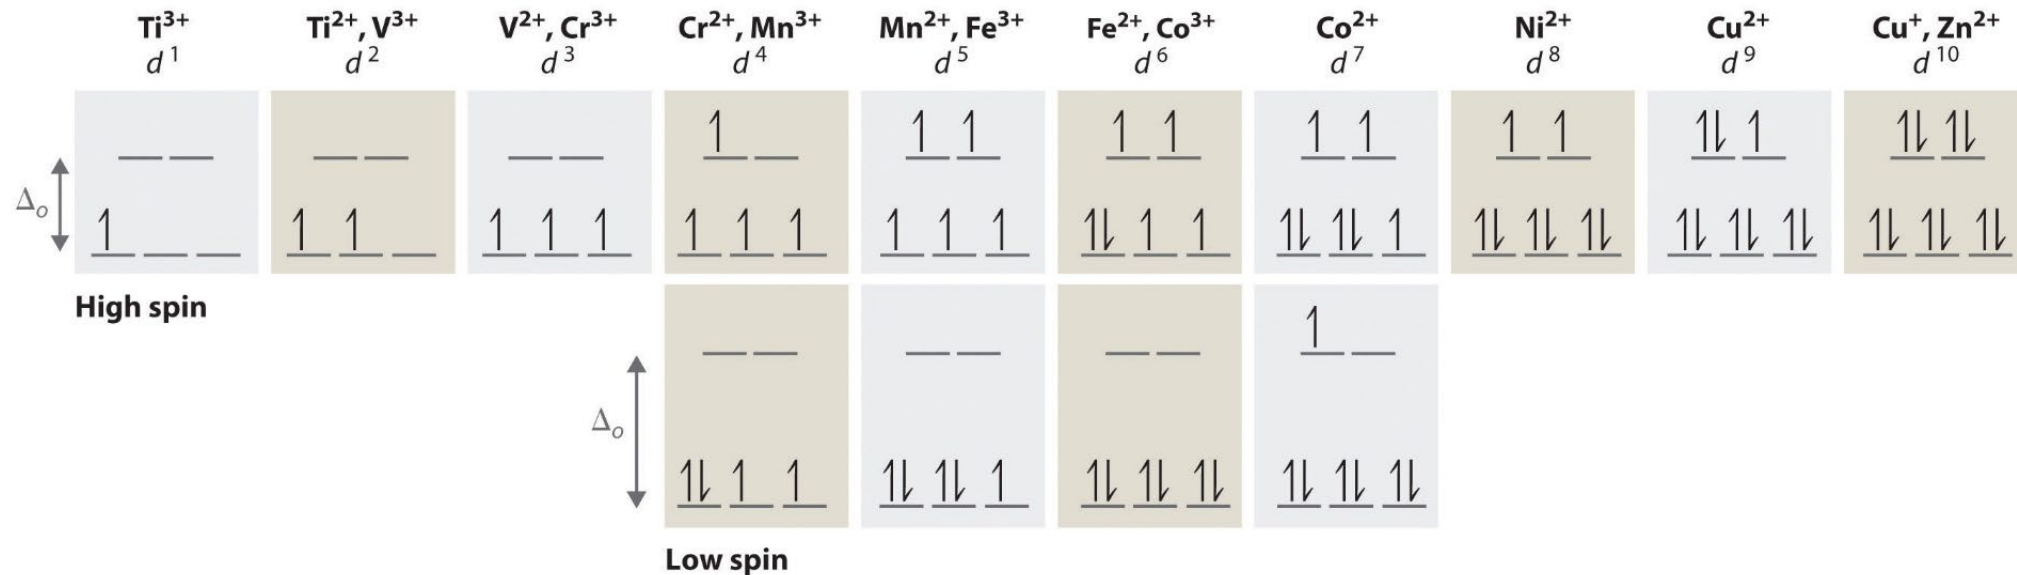 Ti³⁺ Ti²⁺, V³⁺ V²⁺, Cr³⁺ Cr²⁺, Mn³⁺ Mn²⁺, Fe³⁺ Fe²⁺, Co³⁺ Co²⁺ Ni²⁺ Cu²⁺ Cu⁺, Zn²⁺
d¹ d² d³ d⁴ d⁵ d⁶ d⁷ d⁸ d⁹ d¹⁰
Δₒ
High spin
Δₒ
Low spin